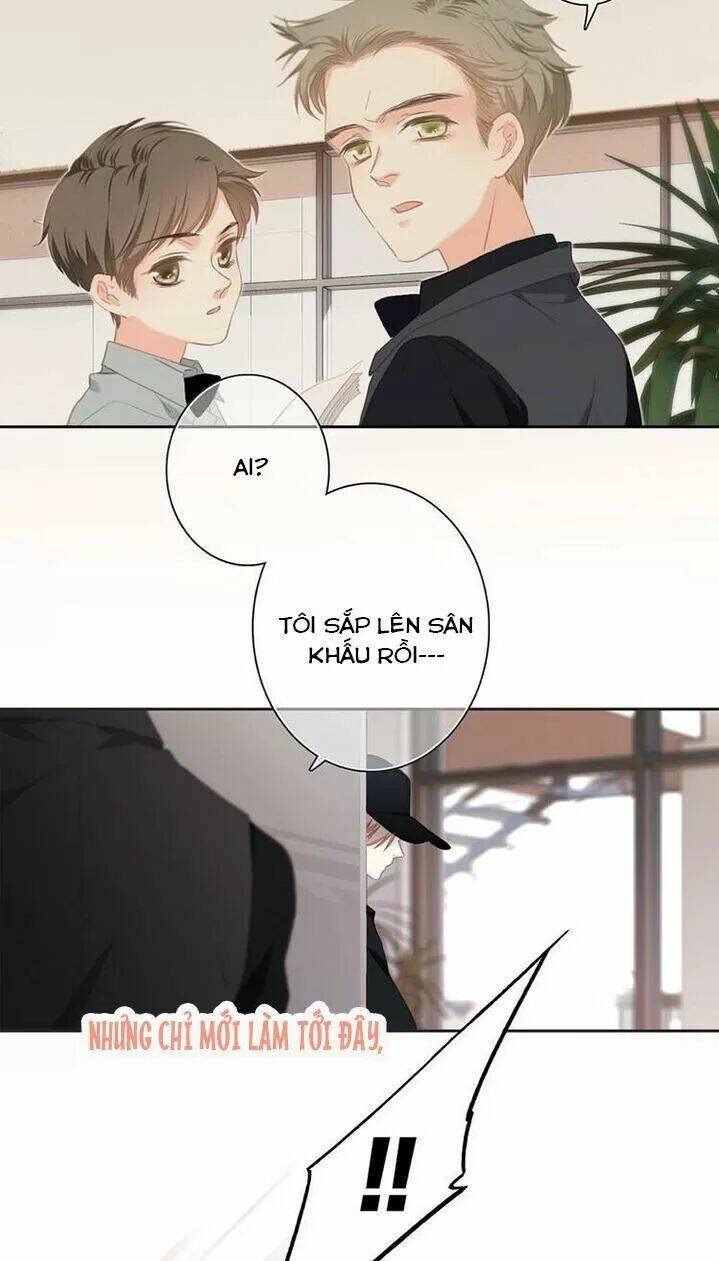 AI?
TÔI SẮP LÊN SÂN
KHẤU RỒI---
NHƯNG CHỈ MỚI LÀM TỚI ĐÂY,
!!